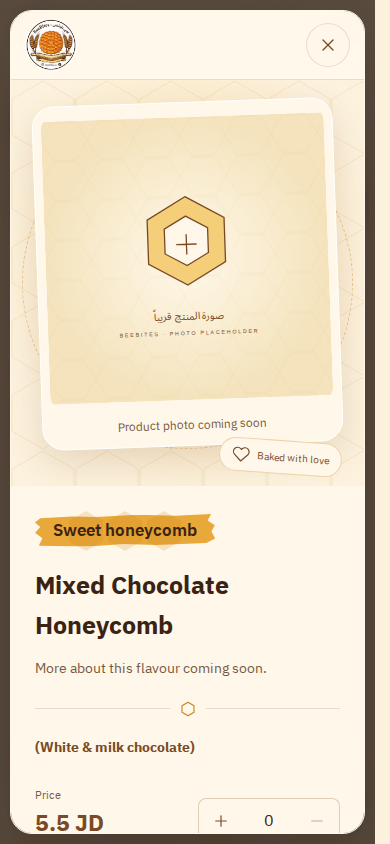 صورة المنتج قريباً
BEEBITES · PHOTO PLACEHOLDER
Product photo coming soon
Baked with love
Sweet honeycomb
Mixed Chocolate
Honeycomb
More about this flavour coming soon.
(White & milk chocolate)
Price
5.5 JD
+ 0 −